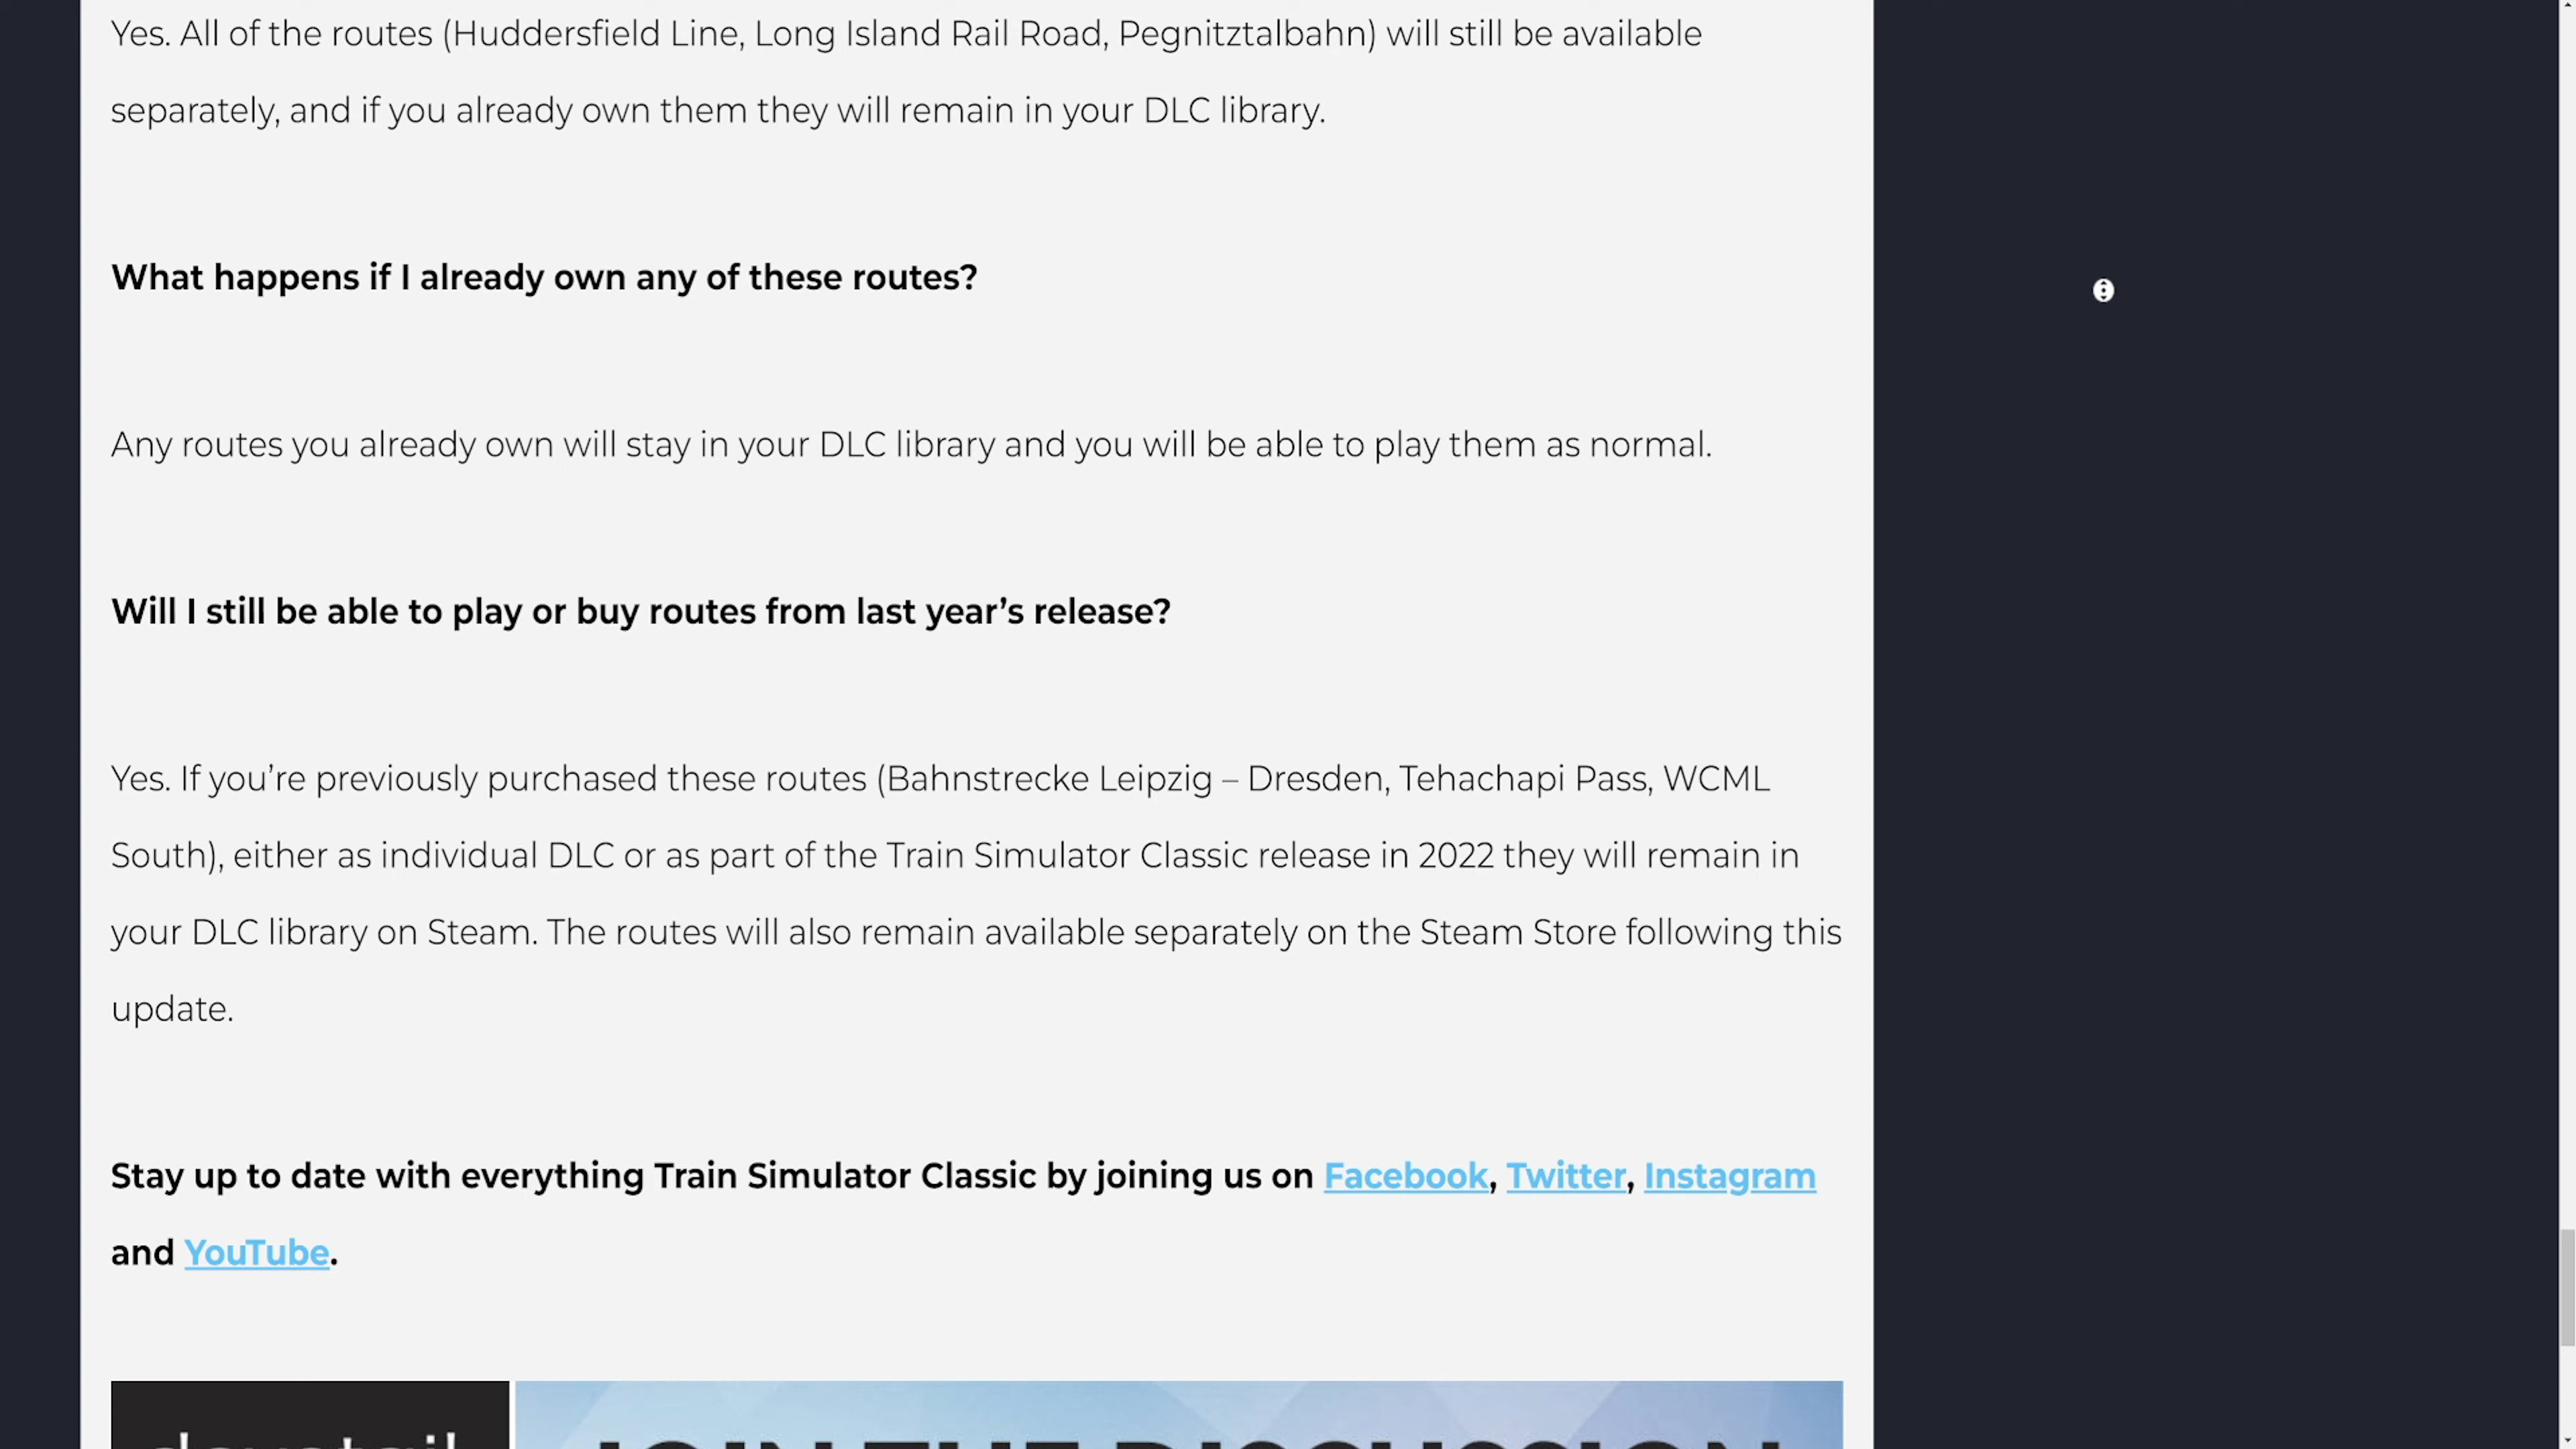 Yes. All of the routes (Huddersfield Line, Long Island Rail Road, Pegnitztalbahn) will still be available
separately, and if you already own them they will remain in your DLC library.
What happens if I already own any of these routes?
Any routes you already own will stay in your DLC library and you will be able to play them as normal.
Will I still be able to play or buy routes from last year’s release?
Yes. If you’re previously purchased these routes (Bahnstrecke Leipzig – Dresden, Tehachapi Pass, WCML
South), either as individual DLC or as part of the Train Simulator Classic release in 2022 they will remain in
your DLC library on Steam. The routes will also remain available separately on the Steam Store following this
update.
Stay up to date with everything Train Simulator Classic by joining us on Facebook, Twitter, Instagram
and YouTube.
dovetail
JOIN THE DISCUSSION